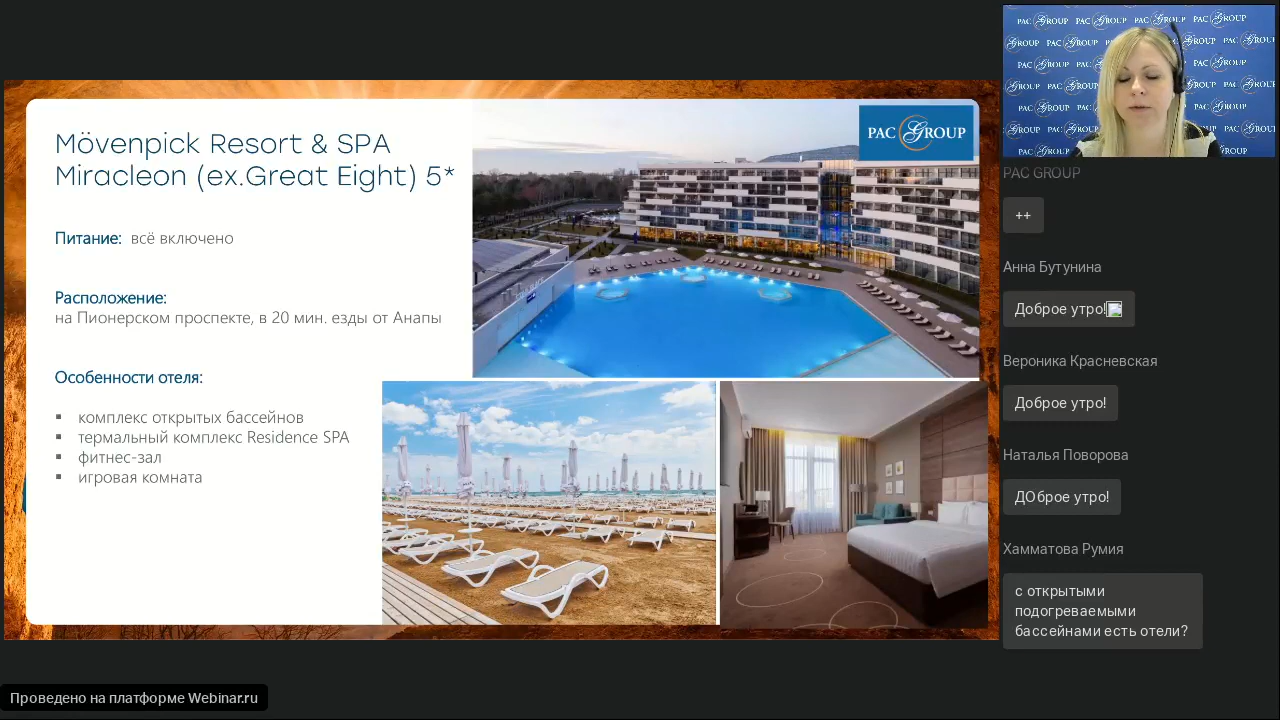 Mövenpick Resort & SPA
Miracleon (ex.Great Eight) 5*
Питание: всё включено
Расположение:
на Пионерском проспекте, в 20 мин. езды от Анапы
Особенности отеля:
▪ комплекс открытых бассейнов
▪ термальный комплекс Residence SPA
▪ фитнес-зал
▪ игровая комната
PAC GROUP
PAC GROUP
++
Анна Бутунина
Доброе утро!
Вероника Красневская
Доброе утро!
Наталья Поворова
ДОброе утро!
Хамматова Румия
с открытыми
подогреваемыми
бассейнами есть отели?
Проведено на платформе Webinar.ru